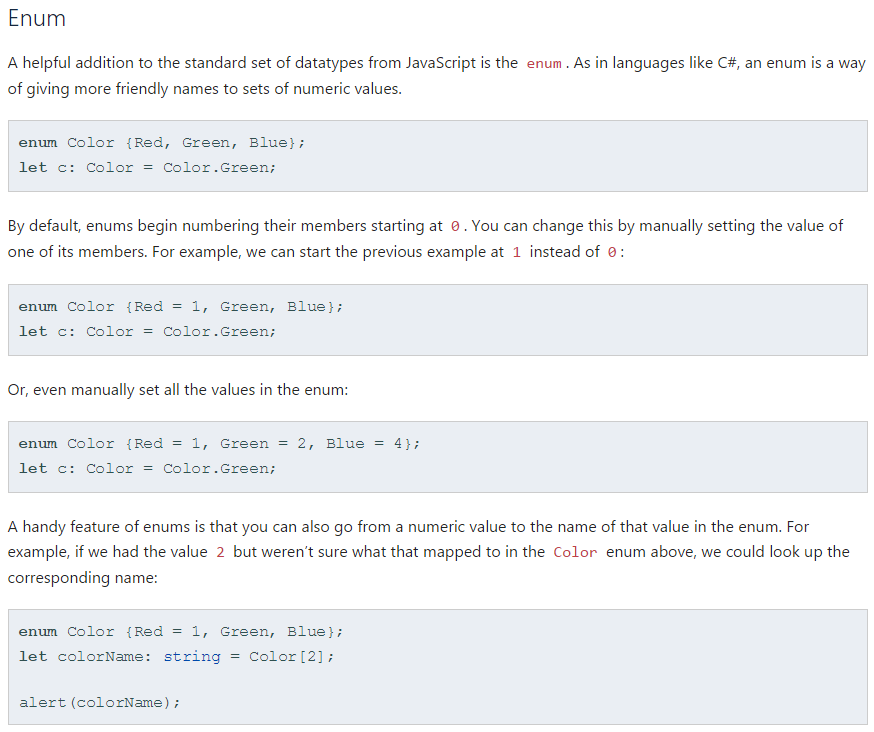 Enum
A helpful addition to the standard set of datatypes from JavaScript is the enum. As in languages like C#, an enum is a way
of giving more friendly names to sets of numeric values.
enum Color {Red, Green, Blue};
let c: Color = Color.Green;
By default, enums begin numbering their members starting at 0. You can change this by manually setting the value of
one of its members. For example, we can start the previous example at 1 instead of 0:
enum Color {Red = 1, Green, Blue};
let c: Color = Color.Green;
Or, even manually set all the values in the enum:
enum Color {Red = 1, Green = 2, Blue = 4};
let c: Color = Color.Green;
A handy feature of enums is that you can also go from a numeric value to the name of that value in the enum. For
example, if we had the value 2 but weren't sure what that mapped to in the Color enum above, we could look up the
corresponding name:
enum Color {Red = 1, Green, Blue};
let colorName: string = Color[2];
alert(colorName);